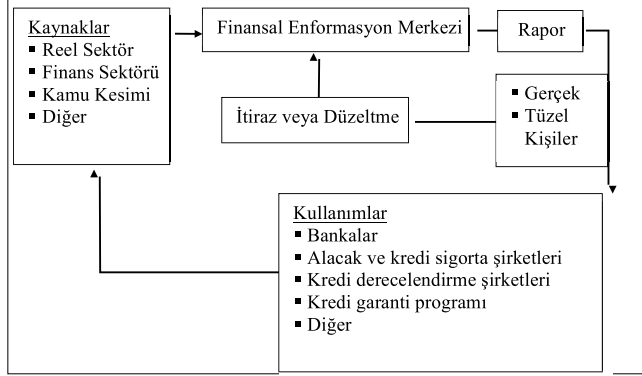 Kaynaklar
▪ Reel Sektör
▪ Finans Sektörü
▪ Kamu Kesimi
▪ Diğer
Finansal Enformasyon Merkezi
Rapor
İtiraz veya Düzeltme
▪ Gerçek
▪ Tüzel
Kişiler
Kullanımlar
▪ Bankalar
▪ Alacak ve kredi sigorta şirketleri
▪ Kredi derecelendirme şirketleri
▪ Kredi garanti programı
▪ Diğer